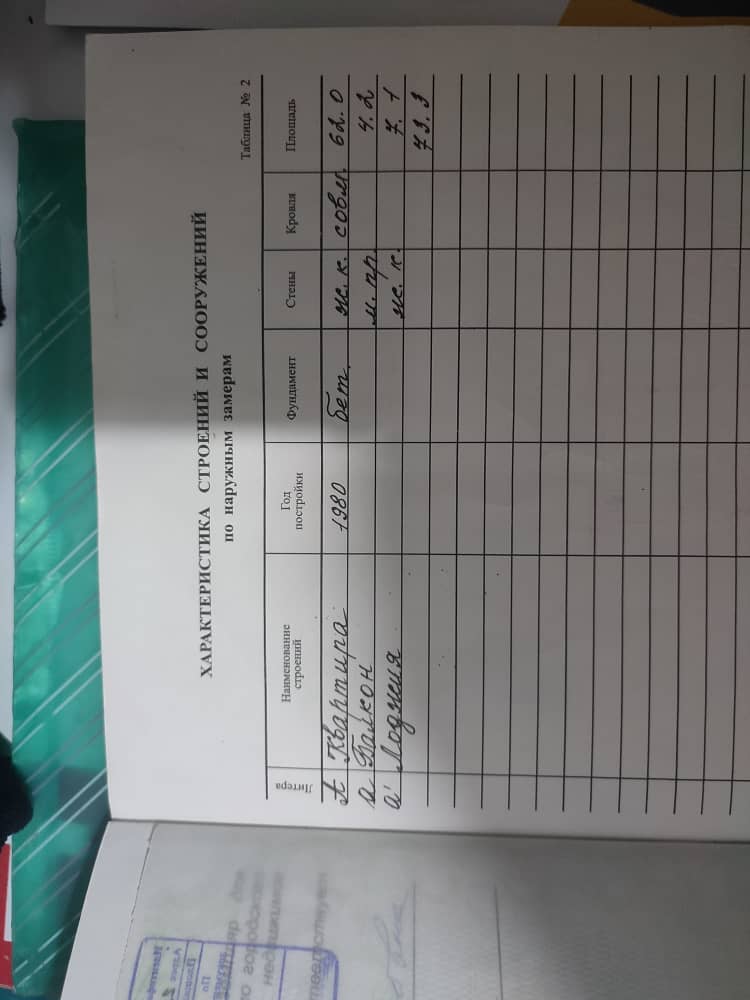 ХАРАКТЕРИСТИКА СТРОЕНИЙ И СООРУЖЕНИЙ
по наружным замерам
Таблица № 2
Литера Наименование строений Год постройки Фундамент Стены Кровля Площадь
А Квартира 1980 бет. ж.к. совм. 62.0
а Балкон м.пр. 4.2
а' Лоджия ж.к. 7.1
73.3